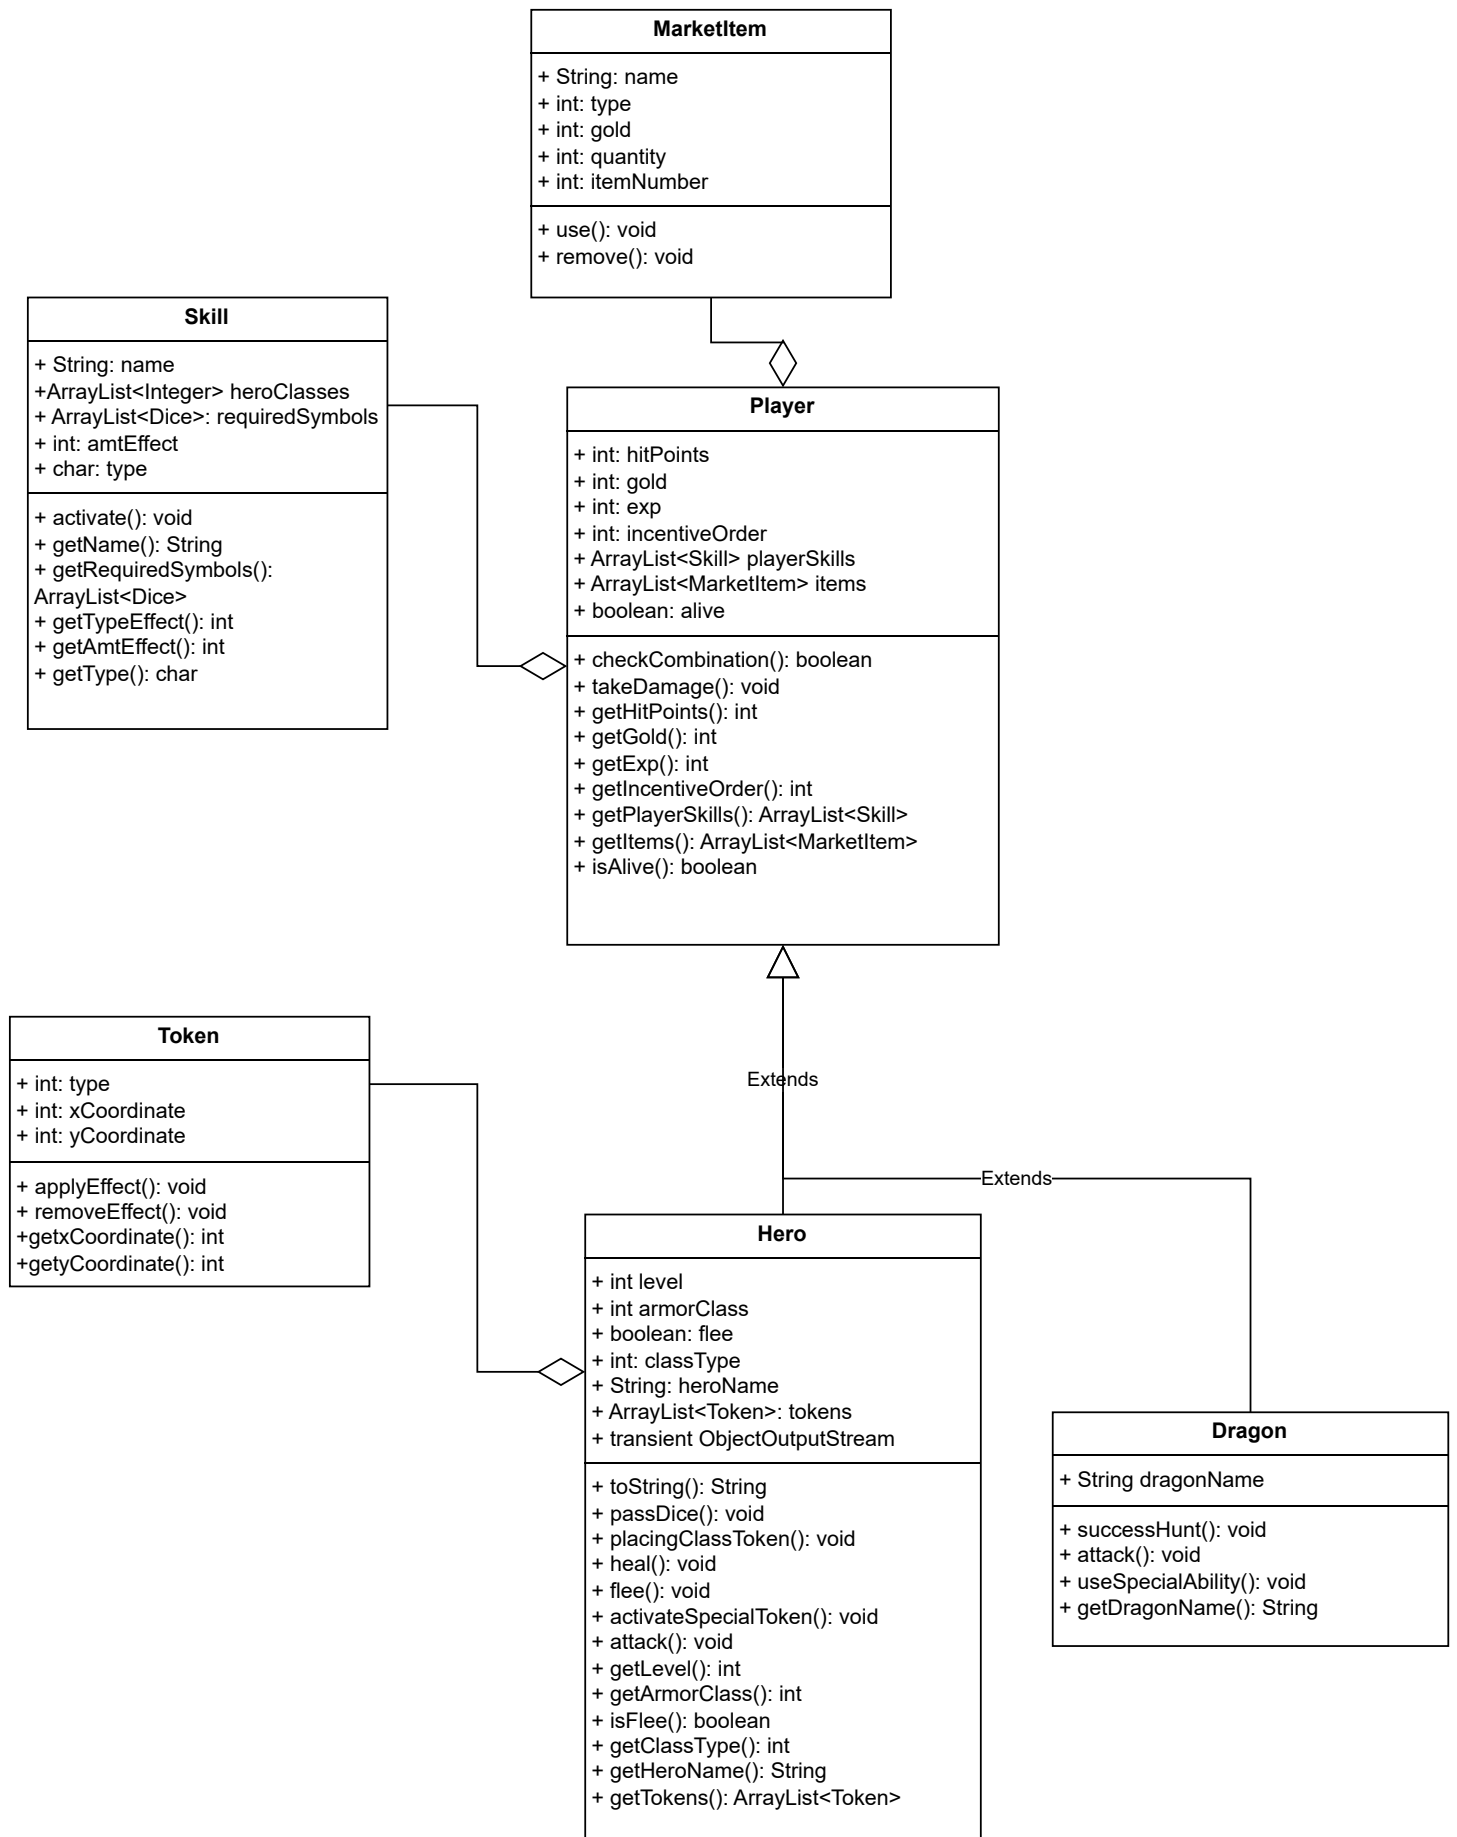 MarketItem
+ String: name
+ int: type
+ int: gold
+ int: quantity
+ int: itemNumber
+ use(): void
+ remove(): void
Skill
+ String: name
+ArrayList<Integer> heroClasses
+ ArrayList<Dice>: requiredSymbols
+ int: amtEffect
+ char: type
+ activate(): void
+ getName(): String
+ getRequiredSymbols():
ArrayList<Dice>
+ getTypeEffect(): int
+ getAmtEffect(): int
+ getType(): char
Player
+ int: hitPoints
+ int: gold
+ int: exp
+ int: incentiveOrder
+ ArrayList<Skill> playerSkills
+ ArrayList<MarketItem> items
+ boolean: alive
+ checkCombination(): boolean
+ takeDamage(): void
+ getHitPoints(): int
+ getGold(): int
+ getExp(): int
+ getIncentiveOrder(): int
+ getPlayerSkills(): ArrayList<Skill>
+ getItems(): ArrayList<MarketItem>
+ isAlive(): boolean
Token
+ int: type
+ int: xCoordinate
+ int: yCoordinate
+ applyEffect(): void
+ removeEffect(): void
+getxCoordinate(): int
+getyCoordinate(): int
Extends
Extends
Hero
+ int level
+ int armorClass
+ boolean: flee
+ int: classType
+ String: heroName
+ ArrayList<Token>: tokens
+ transient ObjectOutputStream
+ toString(): String
+ passDice(): void
+ placingClassToken(): void
+ heal(): void
+ flee(): void
+ activateSpecialToken(): void
+ attack(): void
+ getLevel(): int
+ getArmorClass(): int
+ isFlee(): boolean
+ getClassType(): int
+ getHeroName(): String
+ getTokens(): ArrayList<Token>
Dragon
+ String dragonName
+ successHunt(): void
+ attack(): void
+ useSpecialAbility(): void
+ getDragonName(): String